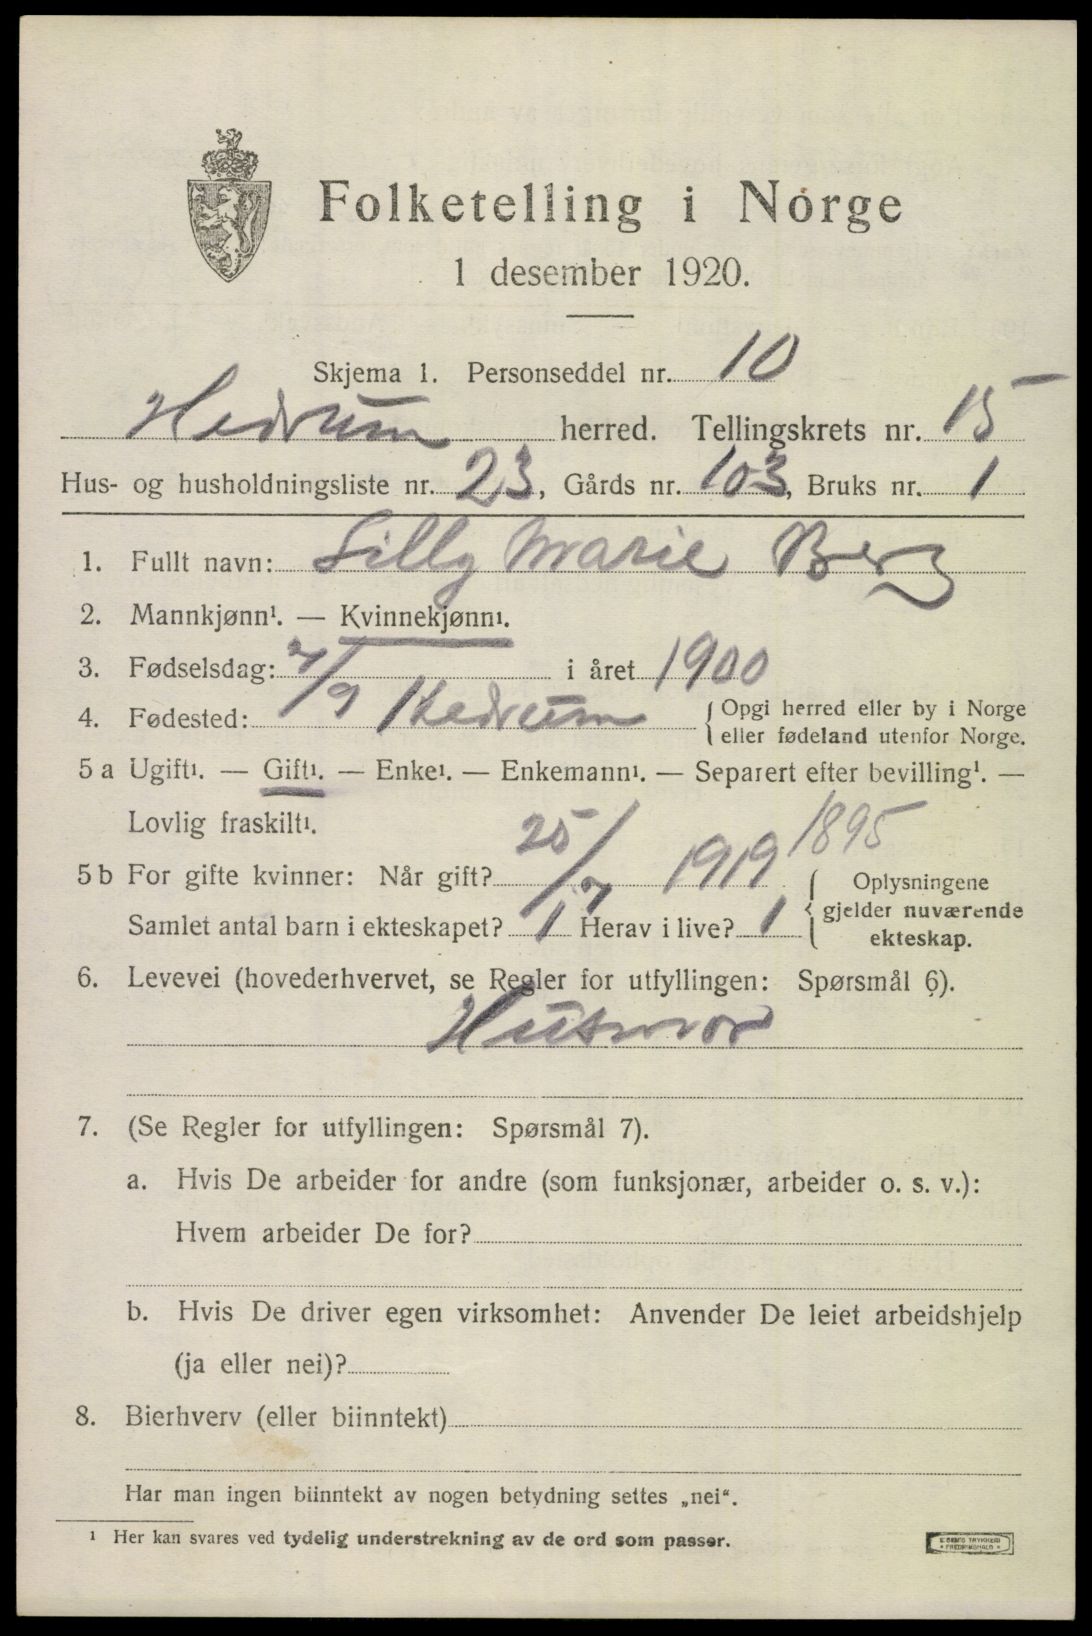 Folketelling i Norge
1 desember 1920.
Skjema 1. Personseddel nr. 10
Hedrum herred. Tellingskrets nr. 15
Hus- og husholdningsliste nr. 23, Gårds nr. 103, Bruks nr. 1
1. Fullt navn: Lilly Marie Berg
2. Mannkjønn¹. — Kvinnekjønn¹.
3. Fødselsdag: 7/9 i året 1900
4. Fødested: Hedrum { Opgi herred eller by i Norge
eller fødeland utenfor Norge.
5 a Ugift¹. — Gift¹. — Enke¹. — Enkemann¹. — Separert efter bevilling¹. —
Lovlig fraskilt¹.
1895
5 b For gifte kvinner: Når gift? 25/7 1919
Samlet antal barn i ekteskapet? 1 Herav i live? 1
{ Oplysningene
gjelder nuværende
ekteskap.
6. Levevei (hovederhvervet, se Regler for utfyllingen: Spørsmål 6).
Husmor
7. (Se Regler for utfyllingen: Spørsmål 7).
a. Hvis De arbeider for andre (som funksjonær, arbeider o. s. v.):
Hvem arbeider De for?
b. Hvis De driver egen virksomhet: Anvender De leiet arbeidshjelp
(ja eller nei)?
8. Bierhverv (eller biinntekt)
Har man ingen biinntekt av nogen betydning settes „nei“.
¹ Her kan svares ved tydelig understrekning av de ord som passer.